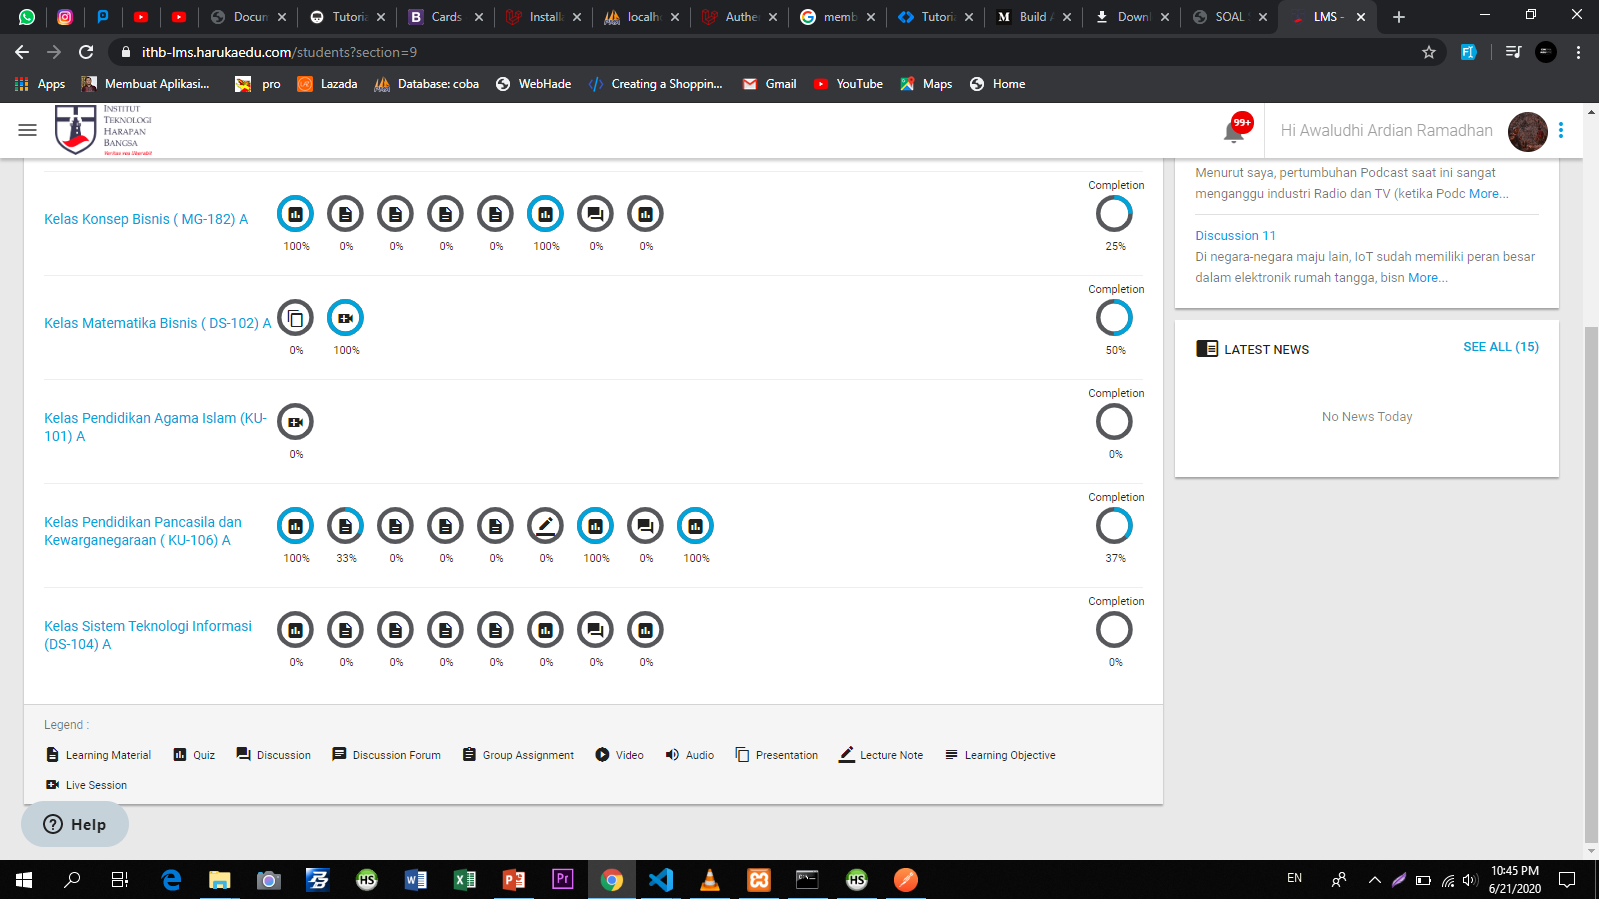 Docun
Tutoria
Cards
Installa
localho
Authen
memb
Tutoria
Build A
Downl
SOAL
LMS -
ithb-lms.harukaedu.com/students?section=9
Apps
Membuat Aplikasi...
pro
Lazada
Database: coba
WebHade
Creating a Shoppin...
Gmail
YouTube
Maps
Home
INSTITUT
TEKNOLOGI
HARAPAN
BANGSA
99+
Hi Awaludhi Ardian Ramadhan
Kelas Konsep Bisnis ( MG-182) A
100% 0% 0% 0% 0% 100% 0% 0%
Completion
25%
Kelas Matematika Bisnis ( DS-102) A
0% 100%
Completion
50%
Kelas Pendidikan Agama Islam (KU-
101) A
0%
Completion
0%
Kelas Pendidikan Pancasila dan
Kewarganegaraan ( KU-106) A
100% 33% 0% 0% 0% 0% 100% 0% 100%
Completion
37%
Kelas Sistem Teknologi Informasi
(DS-104) A
0% 0% 0% 0% 0% 0% 0% 0%
Completion
0%
Legend :
Learning Material Quiz Discussion Discussion Forum Group Assignment Video Audio Presentation Lecture Note Learning Objective
Live Session
Menurut saya, pertumbuhan Podcast saat ini sangat
menganggu industri Radio dan TV (ketika Podc More...
Discussion 11
Di negara-negara maju lain, IoT sudah memiliki peran besar
dalam elektronik rumah tangga, bisn More...
LATEST NEWS
SEE ALL (15)
No News Today
Help
EN
10:45 PM
6/21/2020